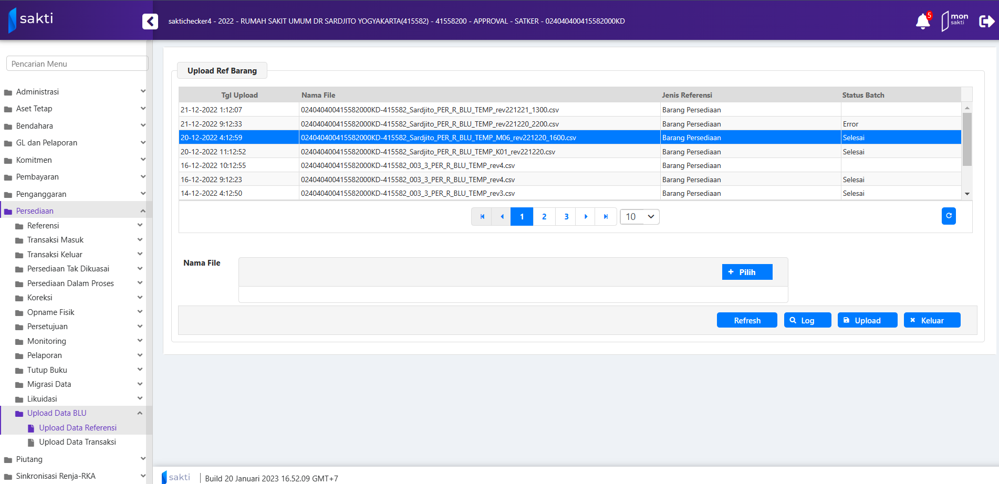 sakti
saktichecker4 - 2022 - RUMAH SAKIT UMUM DR SARDJITO YOGYAKARTA(415582) - 41558200 - APPROVAL - SATKER - 024040400415582000KD
5
mon
sakti
Pencarian Menu
Administrasi
Aset Tetap
Bendahara
GL dan Pelaporan
Komitmen
Pembayaran
Penganggaran
Persediaan
Referensi
Transaksi Masuk
Transaksi Keluar
Persediaan Tak Dikuasai
Persediaan Dalam Proses
Koreksi
Opname Fisik
Persetujuan
Monitoring
Pelaporan
Tutup Buku
Migrasi Data
Likuidasi
Upload Data BLU
Upload Data Referensi
Upload Data Transaksi
Piutang
Sinkronisasi Renja-RKA
Upload Ref Barang
Tgl Upload Nama File Jenis Referensi Status Batch
21-12-2022 1:12:07 024040400415582000KD-415582_Sardjito_PER_R_BLU_TEMP_rev221221_1300.csv Barang Persediaan
21-12-2022 9:12:33 024040400415582000KD-415582_Sardjito_PER_R_BLU_TEMP_rev221220_2200.csv Barang Persediaan Error
20-12-2022 4:12:59 024040400415582000KD-415582_Sardjito_PER_R_BLU_TEMP_M06_rev221220_1600.csv Barang Persediaan Selesai
20-12-2022 11:12:52 024040400415582000KD-415582_Sardjito_PER_R_BLU_TEMP_K01_rev221220.csv Barang Persediaan Selesai
16-12-2022 10:12:55 024040400415582000KD-415582_003_3_PER_R_BLU_TEMP_rev4.csv Barang Persediaan
16-12-2022 9:12:23 024040400415582000KD-415582_003_3_PER_R_BLU_TEMP_rev4.csv Barang Persediaan Selesai
14-12-2022 4:12:50 024040400415582000KD-415582_003_3_PER_R_BLU_TEMP_rev3.csv Barang Persediaan Selesai
1 2 3 10
Nama File
+ Pilih
Refresh Log Upload Keluar
sakti Build 20 Januari 2023 16.52.09 GMT+7